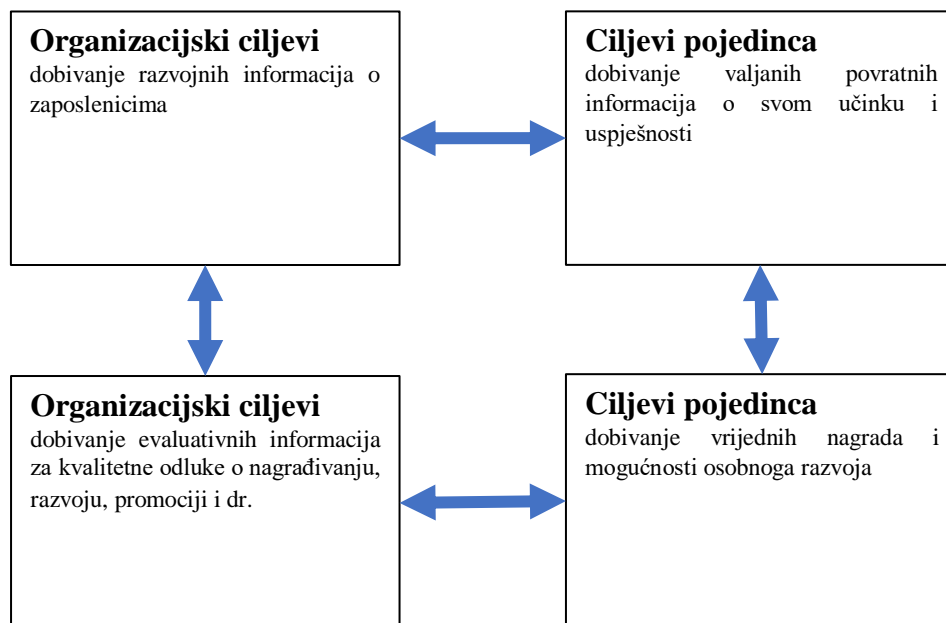 Organizacijski ciljevi
dobivanje razvojnih informacija o
zaposlenicima
Ciljevi pojedinca
dobivanje valjanih povratnih
informacija o svom učinku i
uspješnosti
Organizacijski ciljevi
dobivanje evaluativnih informacija
za kvalitetne odluke o nagrađivanju,
razvoju, promociji i dr.
Ciljevi pojedinca
dobivanje vrijednih nagrada i
mogućnosti osobnoga razvoja